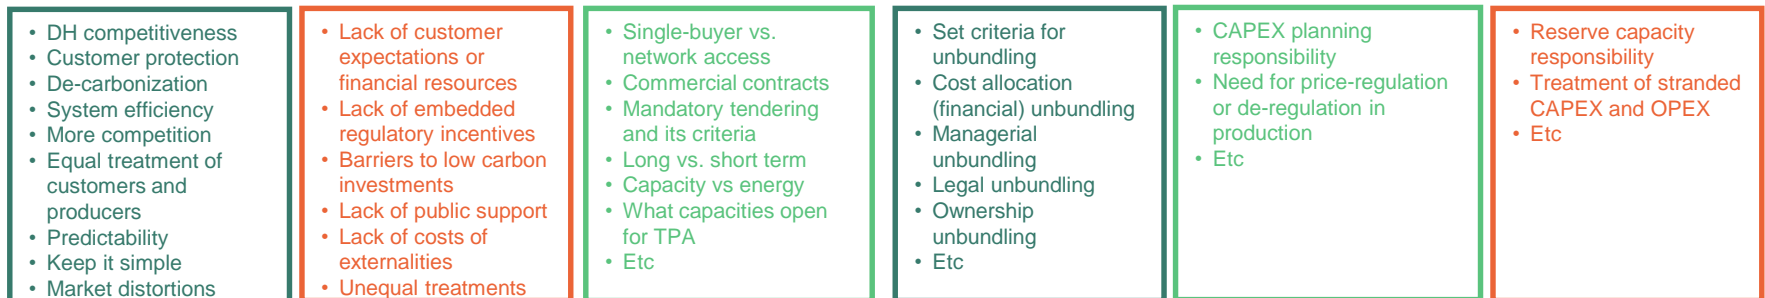 • DH competitiveness
• Customer protection
• De-carbonization
• System efficiency
• More competition
• Equal treatment of
customers and
producers
• Predictability
• Keep it simple
• Market distortions
• Lack of customer
expectations or
financial resources
• Lack of embedded
regulatory incentives
• Barriers to low carbon
investments
• Lack of public support
• Lack of costs of
externalities
• Unequal treatments
• Single-buyer vs.
network access
• Commercial contracts
• Mandatory tendering
and its criteria
• Long vs. short term
• Capacity vs energy
• What capacities open
for TPA
• Etc
• Set criteria for
unbundling
• Cost allocation
(financial) unbundling
• Managerial
unbundling
• Legal unbundling
• Ownership
unbundling
• Etc
• CAPEX planning
responsibility
• Need for price-regulation
or de-regulation in
production
• Etc
• Reserve capacity
responsibility
• Treatment of stranded
CAPEX and OPEX
• Etc